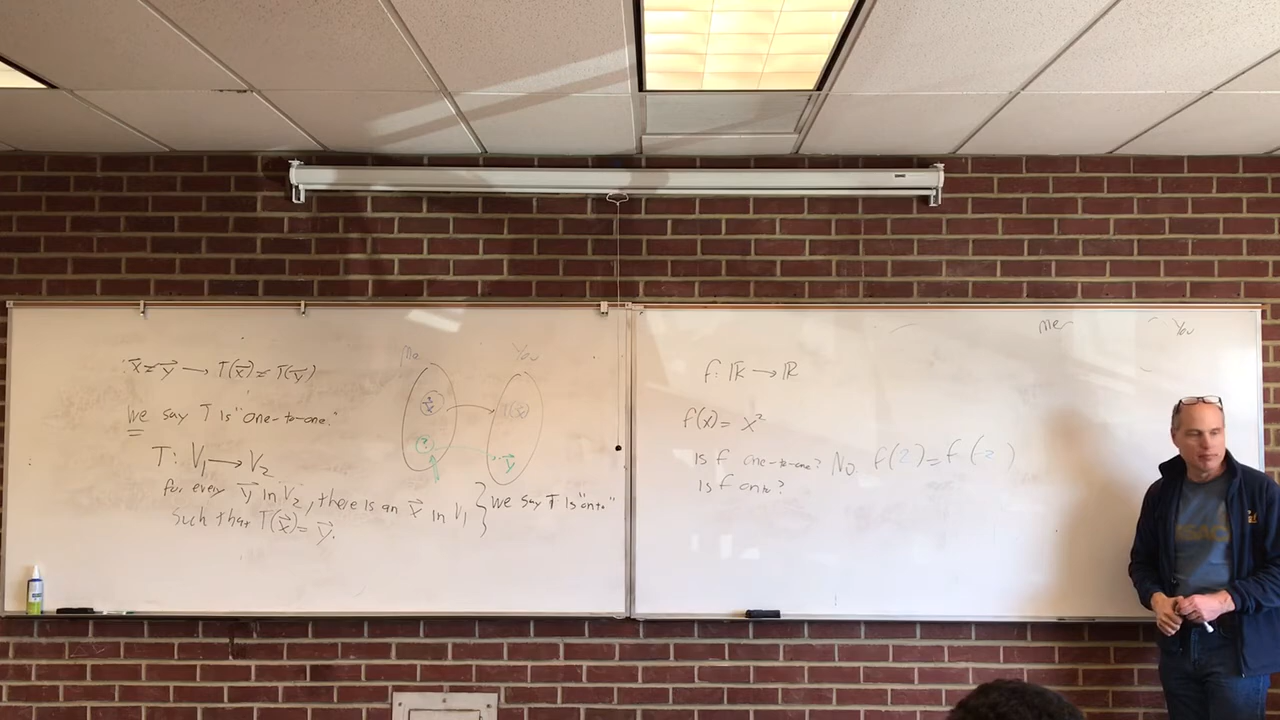 x⃗≠y⃗ → T(x⃗)≠T(y⃗)
We say T is "one-to-one."
T: V₁→V₂
for every y⃗ in V₂, there is an x⃗ in V₁
such that T(x⃗)=y⃗.
we say T is "onto"
Me
You
x⃗
T(x⃗)
?
y⃗
Me
You
f: ℝ → ℝ
f(x)= x²
Is f one-to-one? No. f(2)=f(-2)
Is f onto?